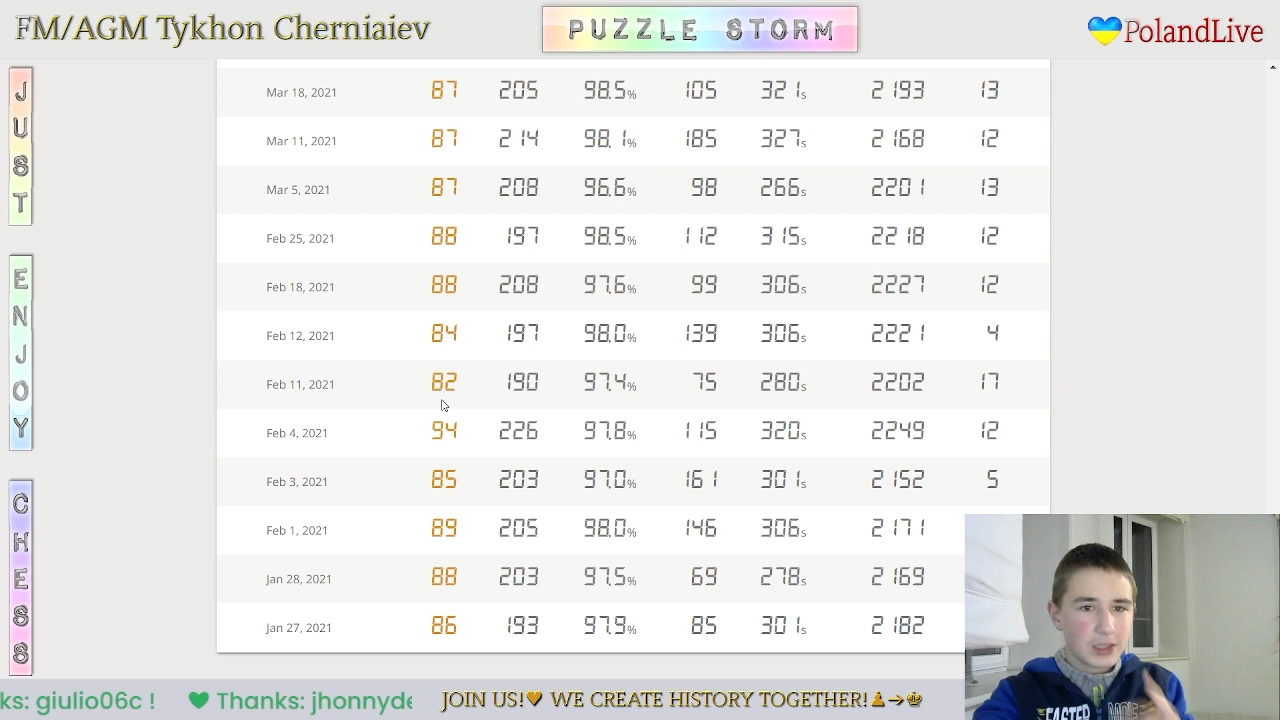 FM/AGM Tykhon Cherniaiev
PUZZLE STORM
PolandLive
JUST
ENJOY
CHESS
Mar 18, 2021 87 205 98.5% 105 321s 2193 13
Mar 11, 2021 87 214 98.1% 185 327s 2168 12
Mar 5, 2021 87 208 96.6% 98 266s 2201 13
Feb 25, 2021 88 197 98.5% 112 315s 2218 12
Feb 18, 2021 88 208 97.6% 99 306s 2227 12
Feb 12, 2021 84 197 98.0% 139 306s 2221 4
Feb 11, 2021 82 190 97.4% 75 280s 2202 17
Feb 4, 2021 94 226 97.8% 115 320s 2249 12
Feb 3, 2021 85 203 97.0% 161 301s 2152 5
Feb 1, 2021 89 205 98.0% 146 306s 2171
Jan 28, 2021 88 203 97.5% 69 278s 2169
Jan 27, 2021 86 193 97.9% 85 301s 2182
FASTER
ks: giulio06c ! Thanks: jhonnyde
JOIN US! WE CREATE HISTORY TOGETHER!